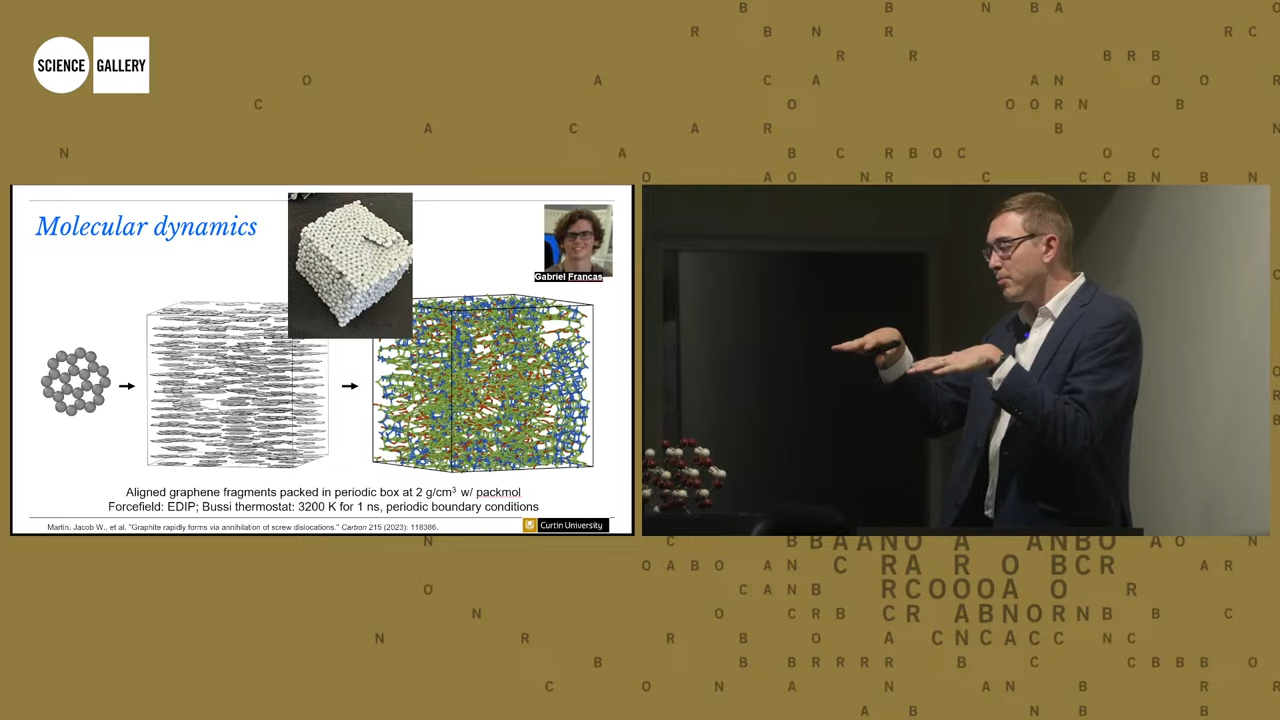 SCIENCE GALLERY
Molecular dynamics
Gabriel Francas
Aligned graphene fragments packed in periodic box at 2 g/cm³ w/ packmol
Forcefield: EDIP; Bussi thermostat: 3200 K for 1 ns, periodic boundary conditions
Martin, Jacob W., et al. "Graphite rapidly forms via annihilation of screw dislocations." Carbon 215 (2023): 118386.
Curtin University